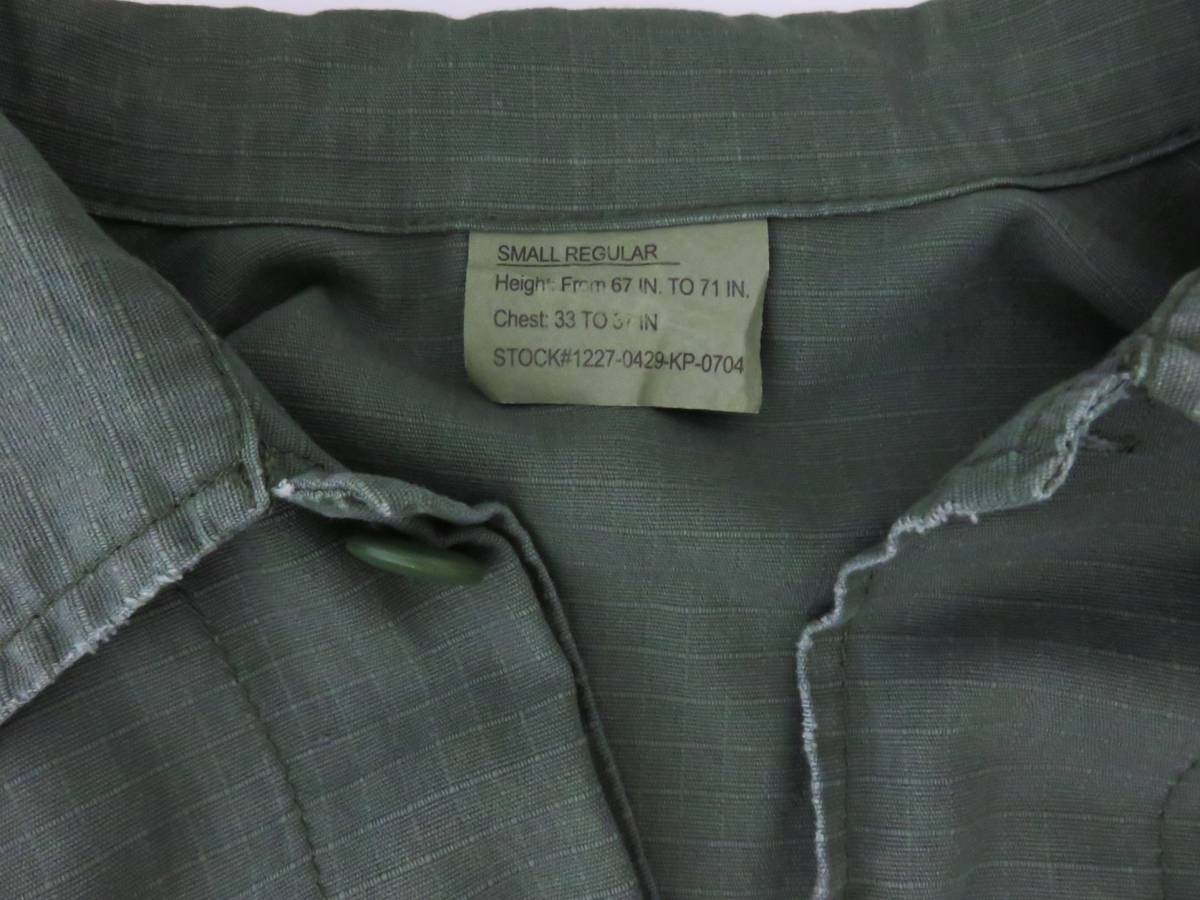 SMALL REGULAR
Height: From 67 IN. TO 71 IN.
Chest: 33 TO 37 IN
STOCK#1227-0429-KP-0704